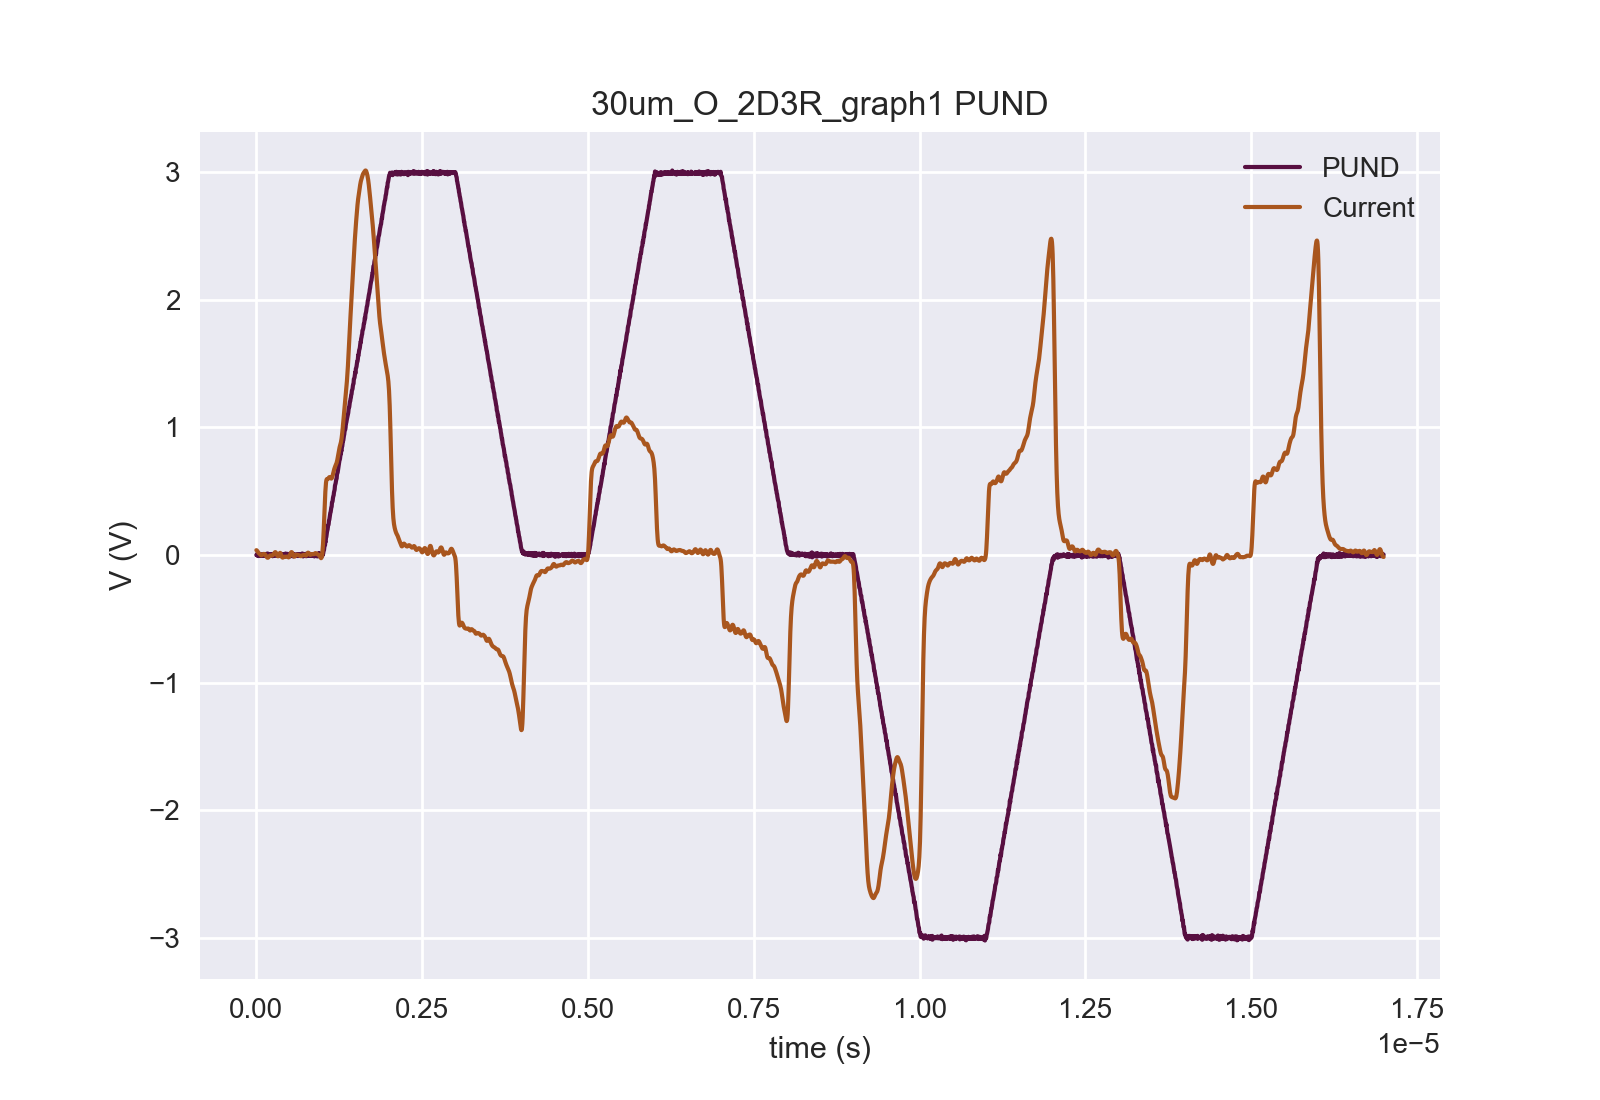 30um_O_2D3R_graph1 PUND
PUND
Current
3
2
1
0
−1
−2
−3
V (V)
0.00 0.25 0.50 0.75 1.00 1.25 1.50 1.75
1e−5
time (s)